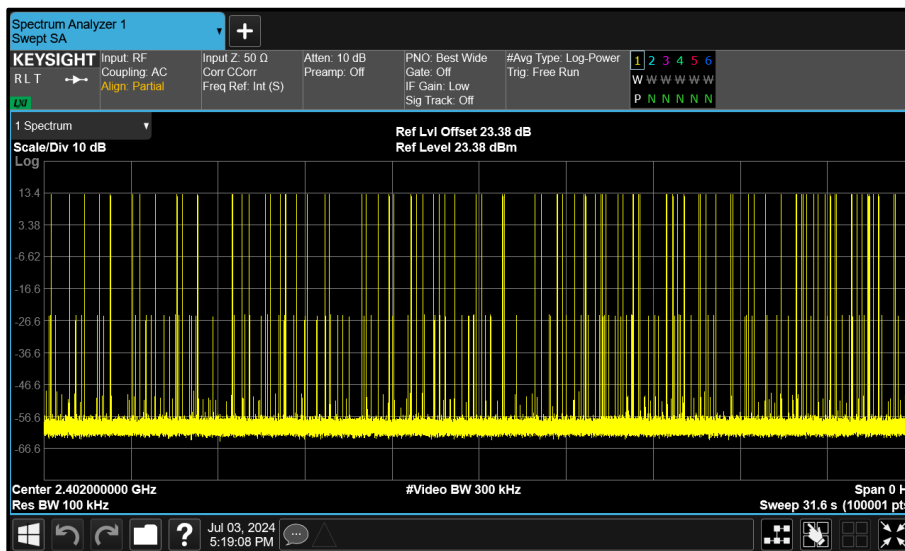 Spectrum Analyzer 1
Swept SA
KEYSIGHT
R L T
LXI
Input: RF
Coupling: AC
Align: Partial
Input Z: 50 Ω
Corr CCorr
Freq Ref: Int (S)
Atten: 10 dB
Preamp: Off
PNO: Best Wide
Gate: Off
IF Gain: Low
Sig Track: Off
#Avg Type: Log-Power
Trig: Free Run
1 2 3 4 5 6
W W W W W W
P N N N N N
1 Spectrum
Scale/Div 10 dB
Ref Lvl Offset 23.38 dB
Ref Level 23.38 dBm
Log
13.4
3.38
-6.62
-16.6
-26.6
-36.6
-46.6
-56.6
-66.6
Center 2.402000000 GHz
Res BW 100 kHz
#Video BW 300 kHz
Span 0 H
Sweep 31.6 s (100001 pts
?
Jul 03, 2024
5:19:08 PM